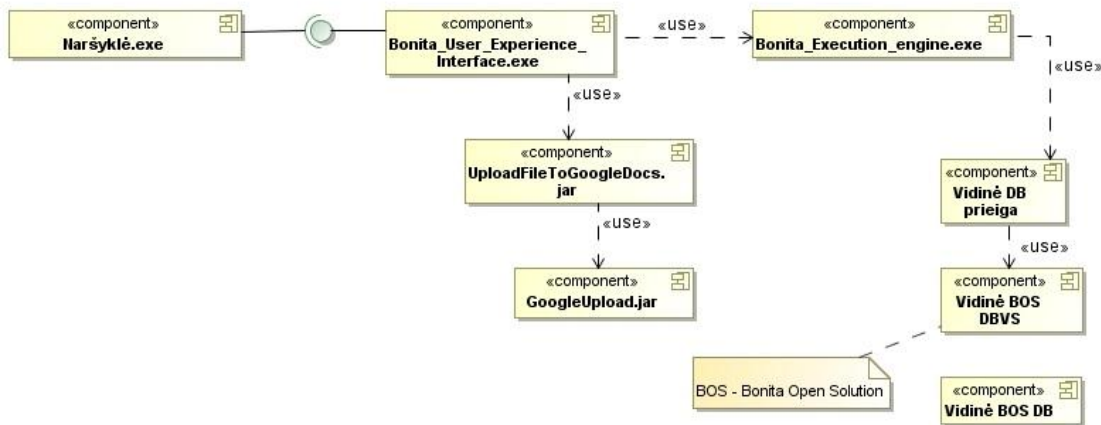 «component»
Naršyklė.exe
«component»
Bonita_User_Experience_
Interface.exe
«use»
«component»
Bonita_Execution_engine.exe
«use»
«use»
«component»
UploadFileToGoogleDocs.
jar
«use»
«component»
GoogleUpload.jar
«component»
Vidinė DB
prieiga
«use»
«component»
Vidinė BOS
DBVS
BOS - Bonita Open Solution
«component»
Vidinė BOS DB